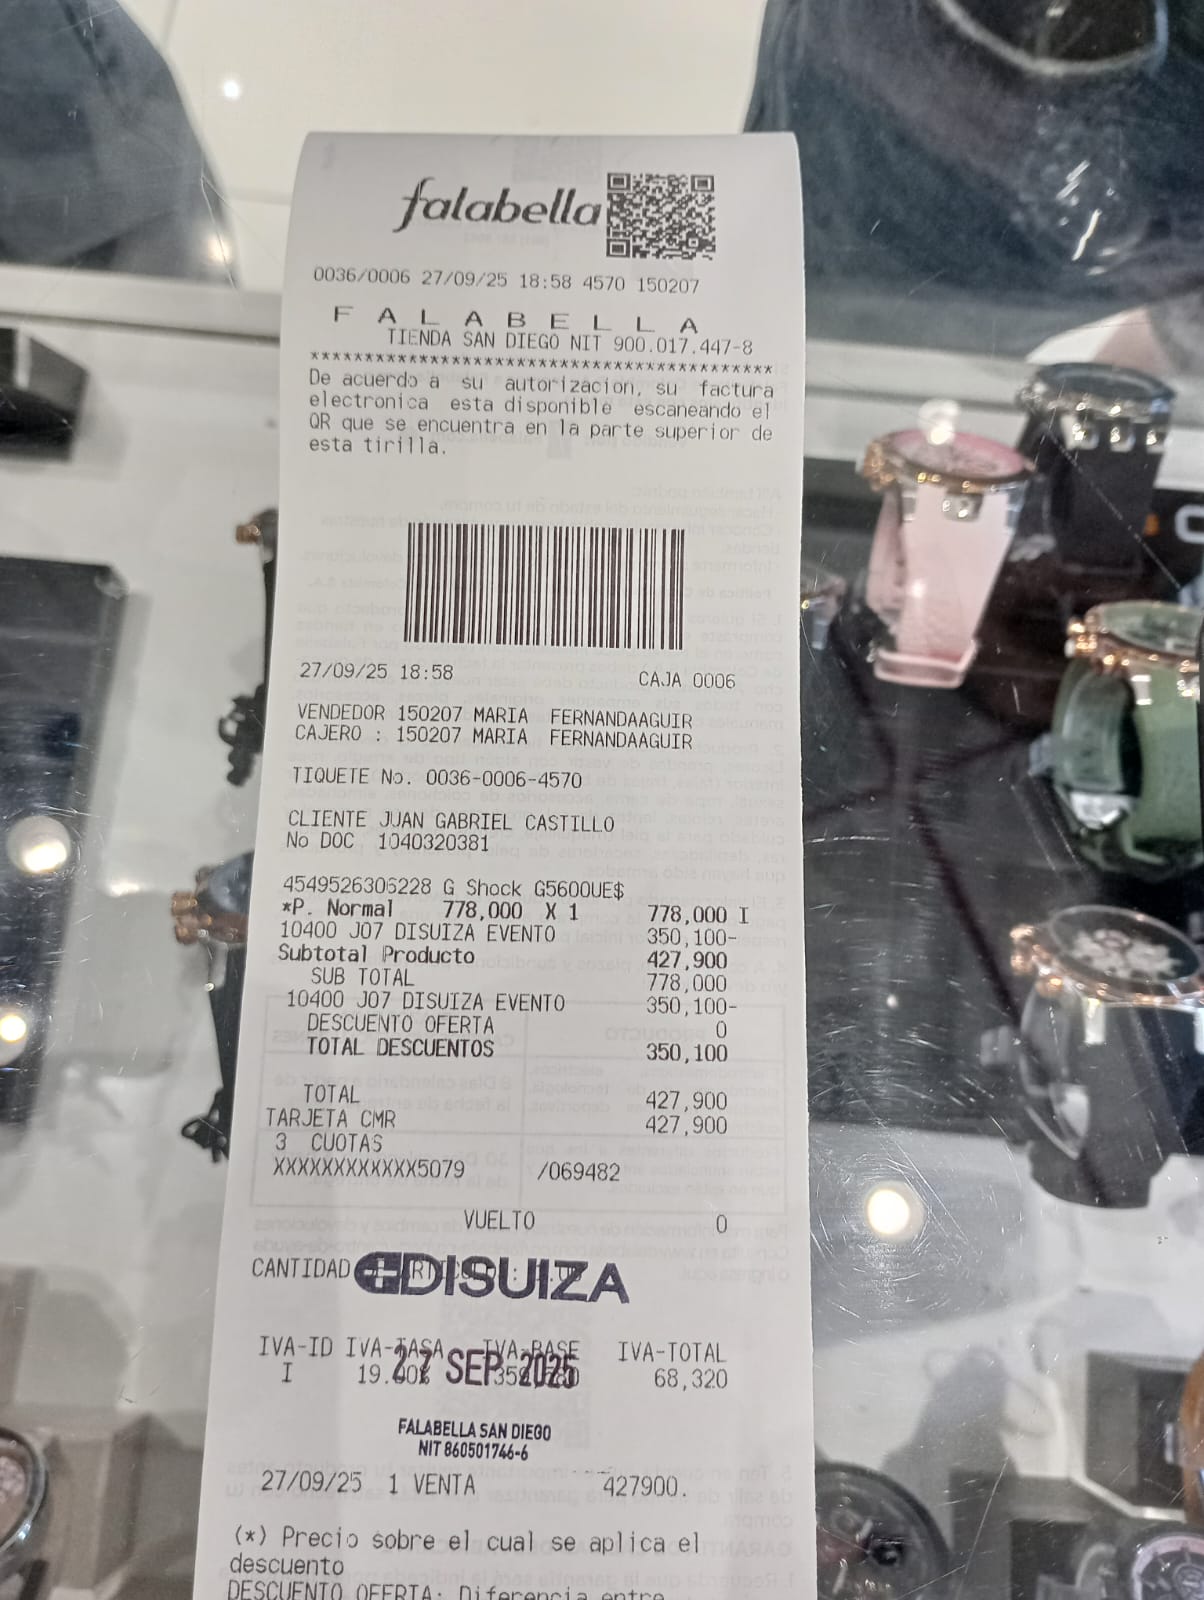 falabella
0036/0006 27/09/25 18:58 4570 150207
F A L A B E L L A
TIENDA SAN DIEGO NIT 900.017.447-8
*******************************************
De acuerdo a su autorizacion, su factura
electronica esta disponible escaneando el
QR que se encuentra en la parte superior de
esta tirilla.
27/09/25 18:58 CAJA 0006
VENDEDOR 150207 MARIA FERNANDAAGUIR
CAJERO : 150207 MARIA FERNANDAAGUIR
TIQUETE No. 0036-0006-4570
CLIENTE JUAN GABRIEL CASTILLO
No DOC 1040320381
4549526306228 G Shock G5600UE$
*P. Normal 778,000 X 1 778,000 I
10400 J07 DISUIZA EVENTO 350,100-
Subtotal Producto 427,900
SUB TOTAL 778,000
10400 J07 DISUIZA EVENTO 350,100-
DESCUENTO OFERTA 0
TOTAL DESCUENTOS 350,100
TOTAL 427,900
TARJETA CMR 427,900
3 CUOTAS
XXXXXXXXXXXX5079 /069482
VUELTO 0
CANTIDAD
DISUIZA
IVA-ID IVA-TASA IVA-BASE IVA-TOTAL
27 SEP 2025
I 68,320
FALABELLA SAN DIEGO
NIT 860501746-6
27/09/25 1 VENTA 427900.
(*) Precio sobre el cual se aplica el
descuento
DESCUENTO OFERTA: Diferencia entre